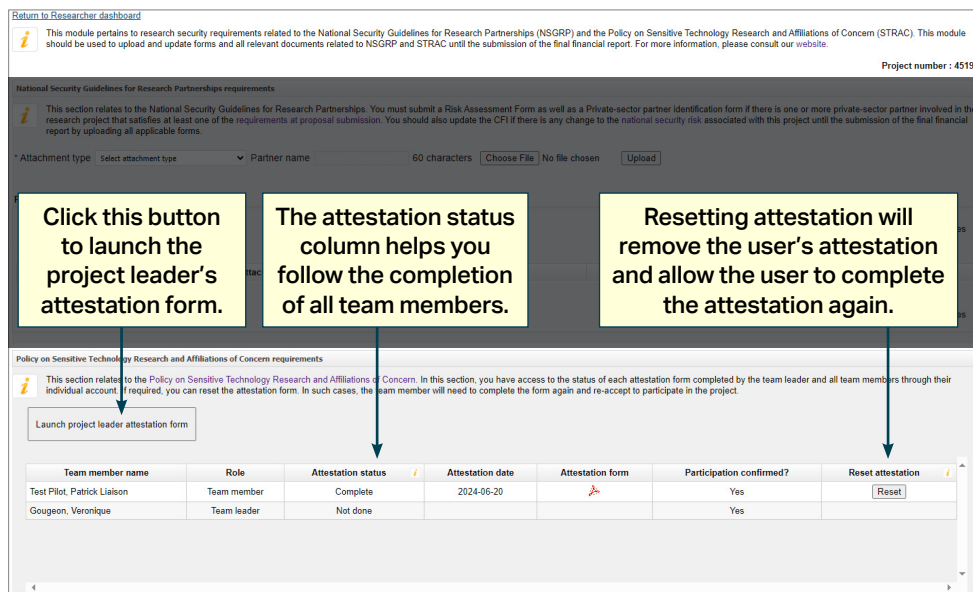 Return to Researcher dashboard
This module pertains to research security requirements related to the National Security Guidelines for Research Partnerships (NSGRP) and the Policy on Sensitive Technology Research and Affiliations of Concern (STRAC). This module
should be used to upload and update forms and all relevant documents related to NSGRP and STRAC until the submission of the final financial report. For more information, please consult our website.
Project number : 4519
National Security Guidelines for Research Partnerships requirements
This section relates to the National Security Guidelines for Research Partnerships. You must submit a Risk Assessment Form as well as a Private-sector partner identification form if there is one or more private-sector partner involved in the
research project that satisfies at least one of the requirements at proposal submission. You should also update the CFI if there is any change to the national security risk associated with this project until the submission of the final financial
report by uploading all applicable forms.
* Attachment type Select attachment type Partner name 60 characters Choose File No file chosen Upload
Click this button
to launch the
project leader's
attestation form.
The attestation status
column helps you
follow the completion
of all team members.
Resetting attestation will
remove the user's attestation
and allow the user to complete
the attestation again.
Policy on Sensitive Technology Research and Affiliations of Concern requirements
This section relates to the Policy on Sensitive Technology Research and Affiliations of Concern. In this section, you have access to the status of each attestation form completed by the team leader and all team members through their
individual account. If required, you can reset the attestation form. In such cases, the team member will need to complete the form again and re-accept to participate in the project.
Launch project leader attestation form
Team member name Role Attestation status Attestation date Attestation form Participation confirmed? Reset attestation
Test Pilot, Patrick Liaison Team member Complete 2024-06-20 Yes Reset
Gougeon, Veronique Team leader Not done Yes